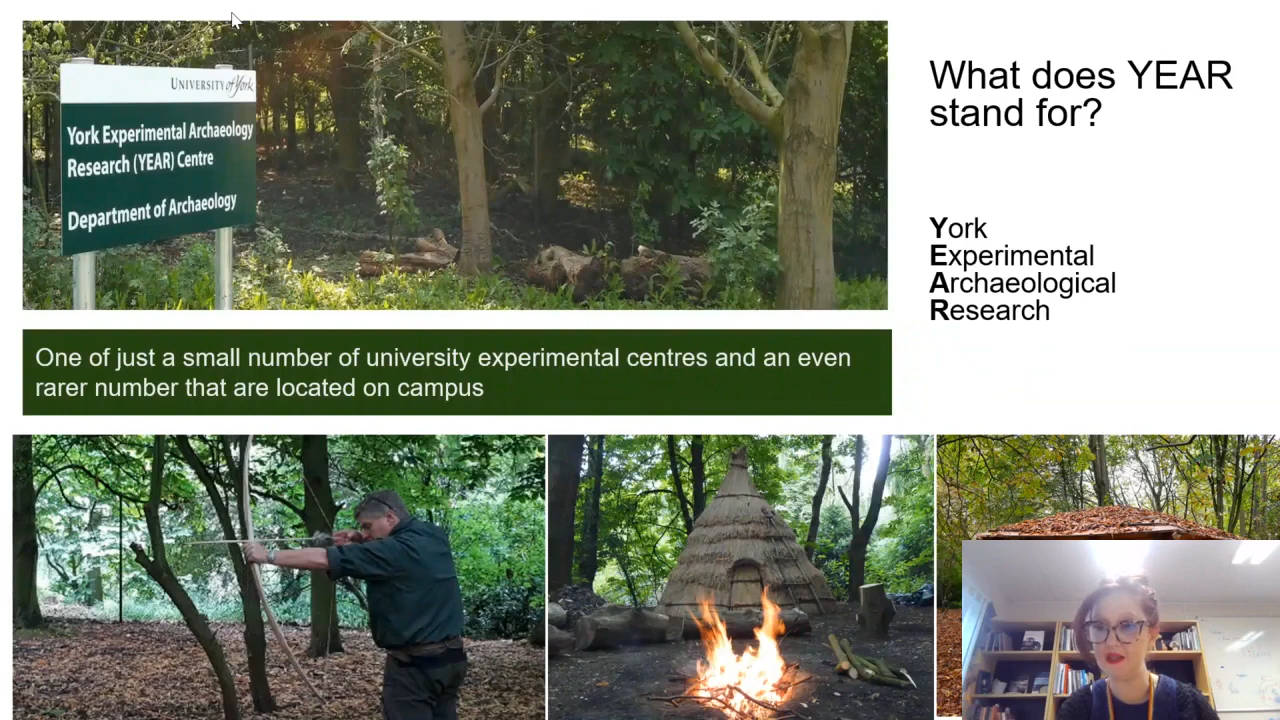 UNIVERSITY of York
York Experimental Archaeology
Research (YEAR) Centre
Department of Archaeology
What does YEAR
stand for?
York
Experimental
Archaeological
Research
One of just a small number of university experimental centres and an even
rarer number that are located on campus